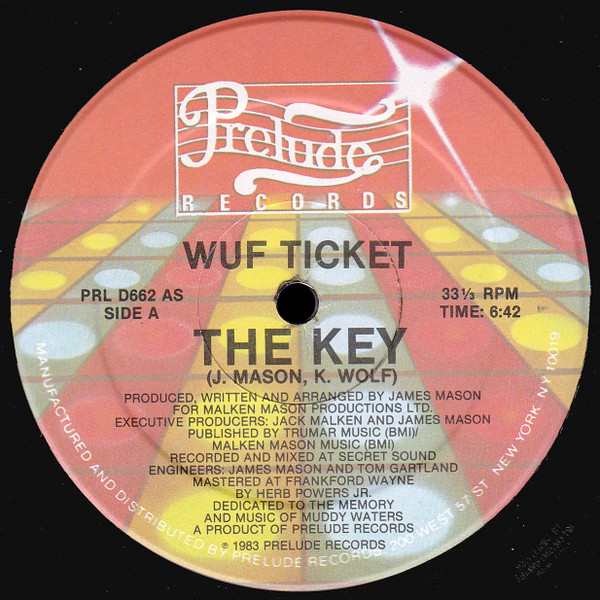 Prelude
RECORDS
WUF TICKET
PRL D662 AS
SIDE A
33⅓ RPM
TIME: 6:42
THE KEY
(J. MASON, K. WOLF)
PRODUCED, WRITTEN AND ARRANGED BY JAMES MASON
FOR MALKEN MASON PRODUCTIONS LTD.
EXECUTIVE PRODUCERS: JACK MALKEN AND JAMES MASON
PUBLISHED BY TRUMAR MUSIC (BMI)/
MALKEN MASON MUSIC (BMI)
RECORDED AND MIXED AT SECRET SOUND
ENGINEERS: JAMES MASON AND TOM GARTLAND
MASTERED AT FRANKFORD WAYNE
BY HERB POWERS JR.
DEDICATED TO THE MEMORY
AND MUSIC OF MUDDY WATERS
A PRODUCT OF PRELUDE RECORDS
℗ 1983 PRELUDE RECORDS
MANUFACTURED AND DISTRIBUTED BY PRELUDE RECORDS, 200 WEST 57 ST. NEW YORK, NY 10019